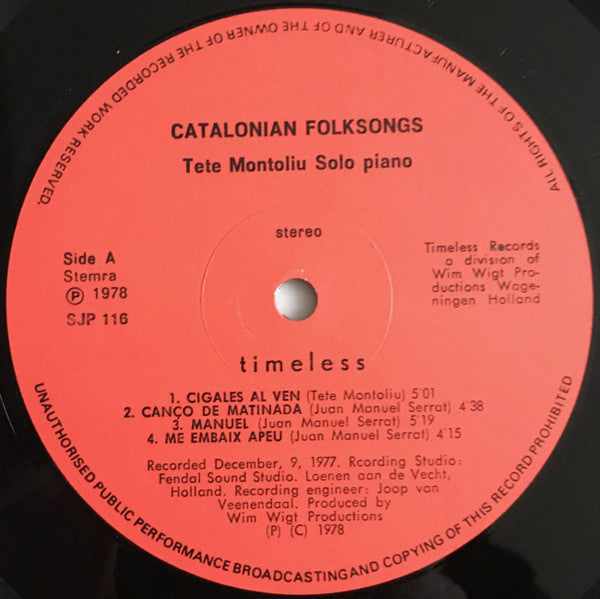 ALL RIGHTS OF THE MANUFACTURER AND OF THE OWNER OF THE RECORDED WORK RESERVED.
CATALONIAN FOLKSONGS
Tete Montoliu Solo piano
stereo
Side A
Stemra
Ⓟ 1978
SJP 116
Timeless Records
a division of
Wim Wigt Pro-
ductions Wage-
ningen Holland
timeless
1. CIGALES AL VEN (Tete Montoliu) 5'01
2. CANÇO DE MATINADA (Juan Manuel Serrat) 4'38
3. MANUEL (Juan Manuel Serrat) 5'19
4. ME EMBAIX APEU (Juan Manuel Serrat) 4'15
Recorded December, 9, 1977. Rcording Studio:
Fendal Sound Studio. Loenen aan de Vecht,
Holland. Recording engineer: Joop van
Veenendaal. Produced by
Wim Wigt Productions
(P) (C) 1978
UNAUTHORISED PUBLIC PERFORMANCE BROADCASTING AND COPYING OF THIS RECORD PROHIBITED